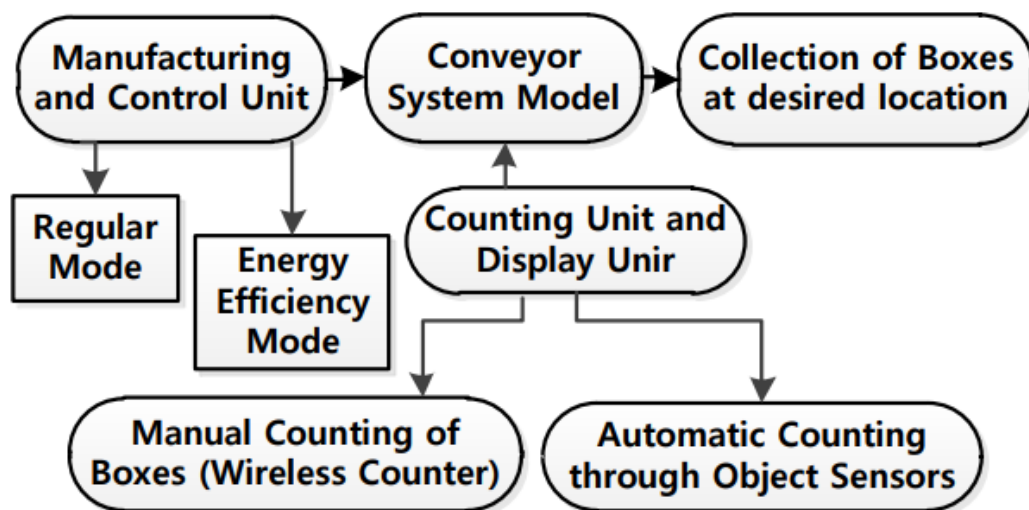 Manufacturing
and Control Unit
Conveyor
System Model
Collection of Boxes
at desired location
Regular
Mode
Energy
Efficiency
Mode
Counting Unit and
Display Unir
Manual Counting of
Boxes (Wireless Counter)
Automatic Counting
through Object Sensors